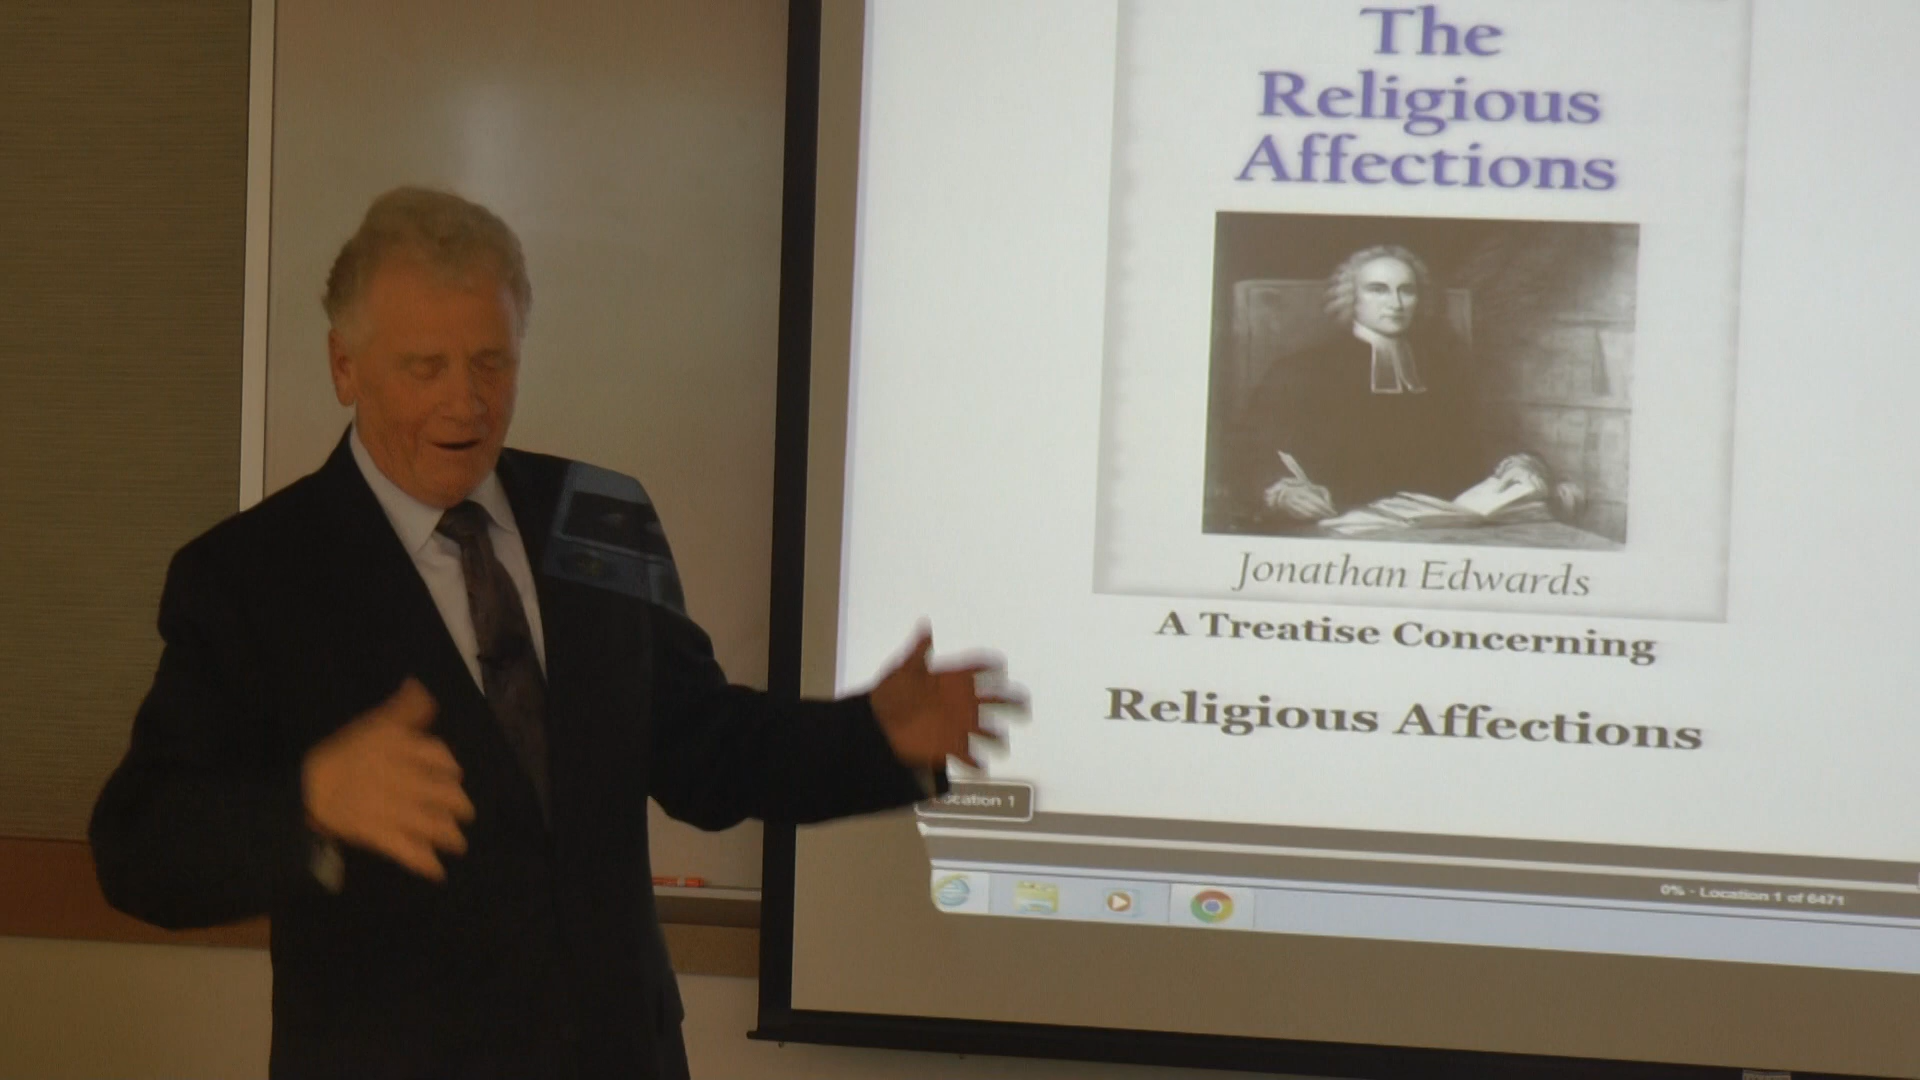 The
Religious
Affections
Jonathan Edwards
A Treatise Concerning
Religious Affections
Location 1
0% - Location 1 of 6471